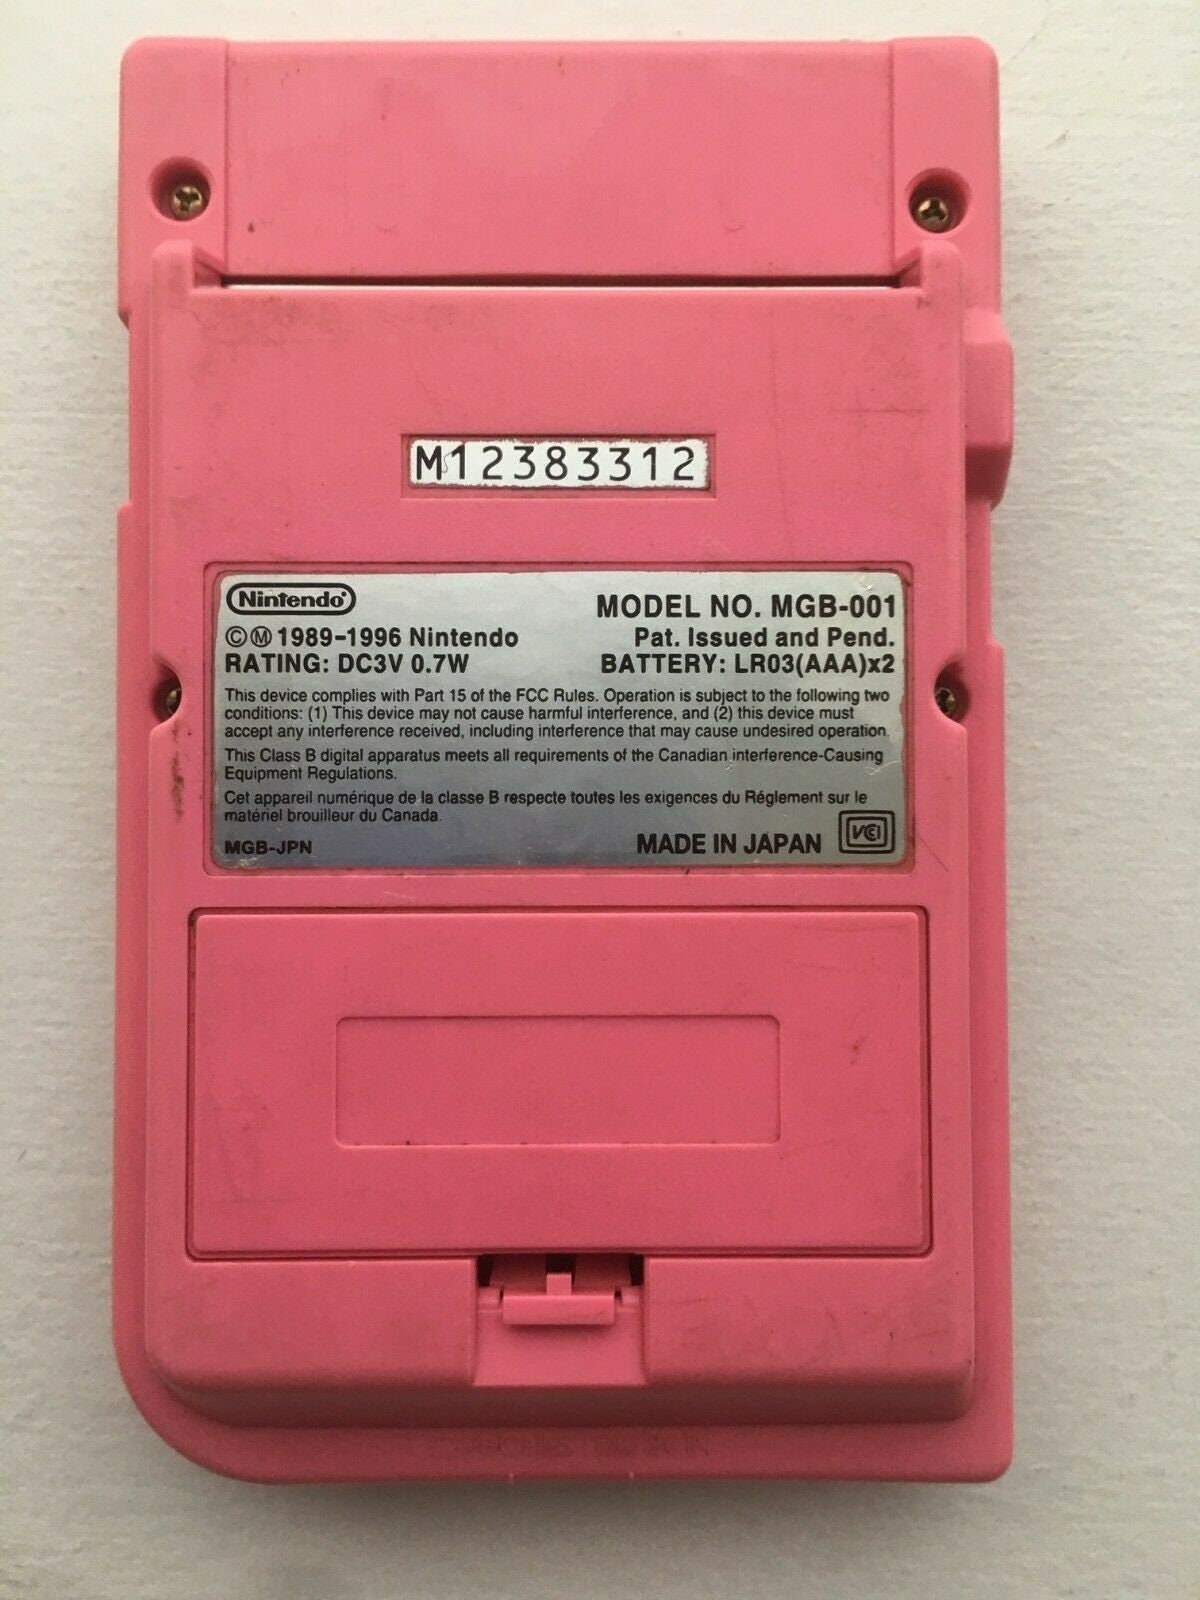 M12383312
Nintendo®
MODEL NO. MGB-001
©Ⓜ 1989-1996 Nintendo
Pat. Issued and Pend.
RATING: DC3V 0.7W
BATTERY: LR03(AAA)x2
This device complies with Part 15 of the FCC Rules. Operation is subject to the following two
conditions: (1) This device may not cause harmful interference, and (2) this device must
accept any interference received, including interference that may cause undesired operation.
This Class B digital apparatus meets all requirements of the Canadian interference-Causing
Equipment Regulations.
Cet appareil numérique de la classe B respecte toutes les exigences du Réglement sur le
matériel brouilleur du Canada.
MGB-JPN
MADE IN JAPAN
VCI